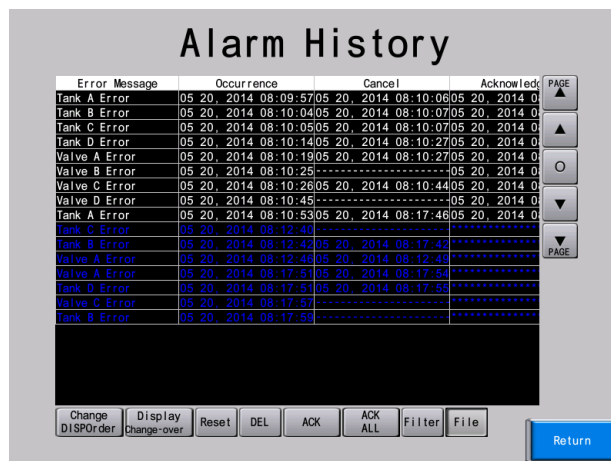 Alarm History
Error Message Occurrence Cancel Acknowledg
Tank A Error 05 20, 2014 08:09:57 05 20, 2014 08:10:06 05 20, 2014 0
Tank B Error 05 20, 2014 08:10:04 05 20, 2014 08:10:07 05 20, 2014 0
Tank C Error 05 20, 2014 08:10:05 05 20, 2014 08:10:07 05 20, 2014 0
Tank D Error 05 20, 2014 08:10:14 05 20, 2014 08:10:27 05 20, 2014 0
Valve A Error 05 20, 2014 08:10:19 05 20, 2014 08:10:27 05 20, 2014 0
Valve B Error 05 20, 2014 08:10:25 -------------------- 05 20, 2014 0
Valve C Error 05 20, 2014 08:10:26 05 20, 2014 08:10:44 05 20, 2014 0
Valve D Error 05 20, 2014 08:10:45 -------------------- 05 20, 2014 0
Tank A Error 05 20, 2014 08:10:53 05 20, 2014 08:17:46 05 20, 2014 0
Tank C Error 05 20, 2014 08:12:40 -------------------- *************
Tank B Error 05 20, 2014 08:12:42 05 20, 2014 08:17:42 *************
Valve A Error 05 20, 2014 08:12:46 05 20, 2014 08:12:49 *************
Valve A Error 05 20, 2014 08:17:51 05 20, 2014 08:17:54 *************
Tank D Error 05 20, 2014 08:17:51 05 20, 2014 08:17:55 *************
Valve C Error 05 20, 2014 08:17:57 -------------------- *************
Tank B Error 05 20, 2014 08:17:59 -------------------- *************
PAGE
O
PAGE
Change DISPOrder
Display Change-over
Reset
DEL
ACK
ACK ALL
Filter
File
Return